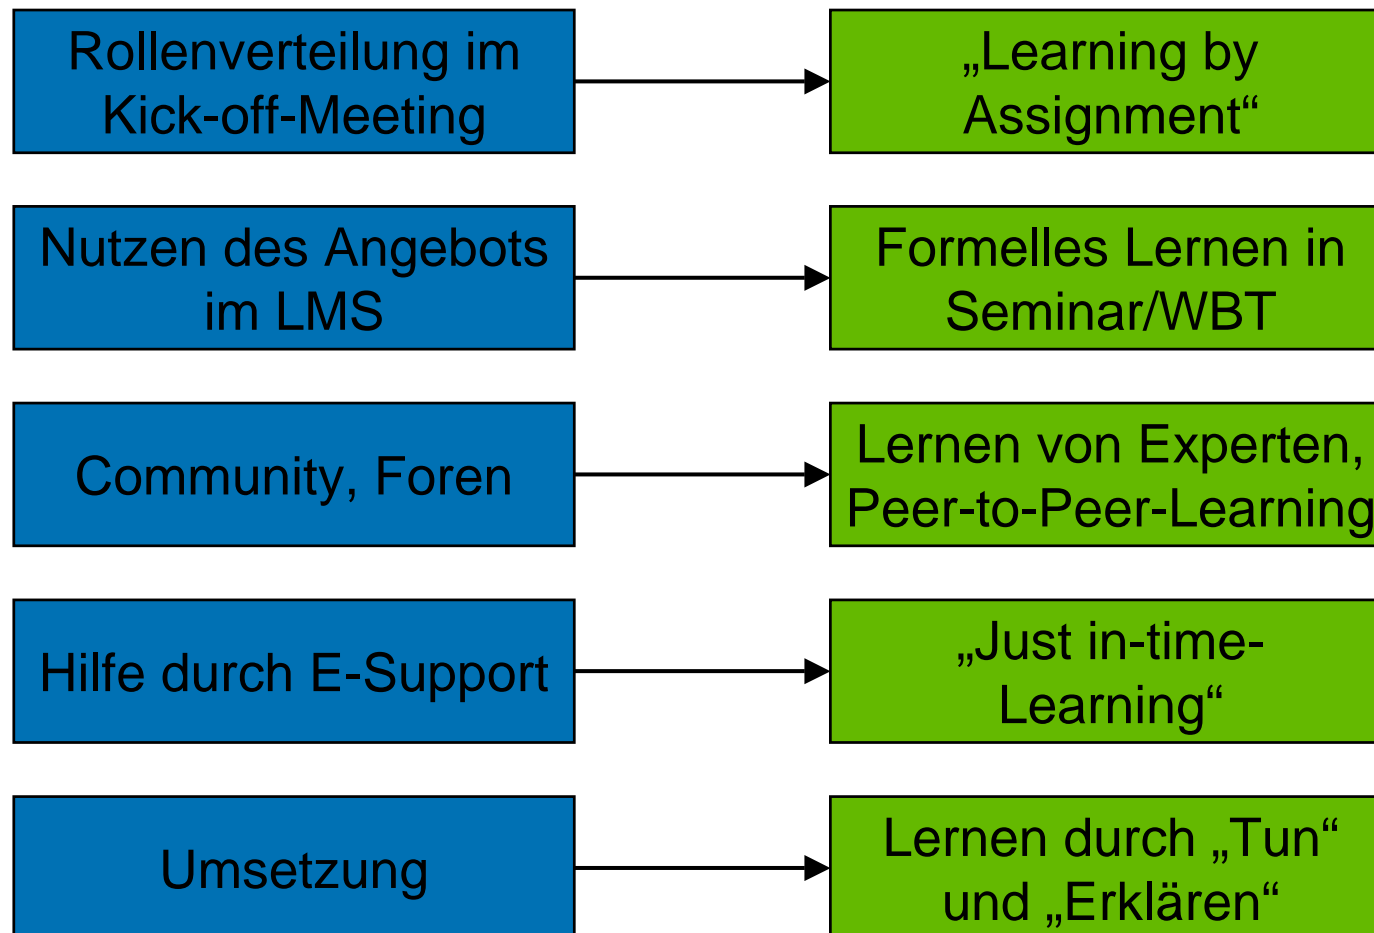 Rollenverteilung im
Kick-off-Meeting
„Learning by
Assignment“
Nutzen des Angebots
im LMS
Formelles Lernen in
Seminar/WBT
Community, Foren
Lernen von Experten,
Peer-to-Peer-Learning
Hilfe durch E-Support
„Just in-time-
Learning“
Umsetzung
Lernen durch „Tun“
und „Erklären“